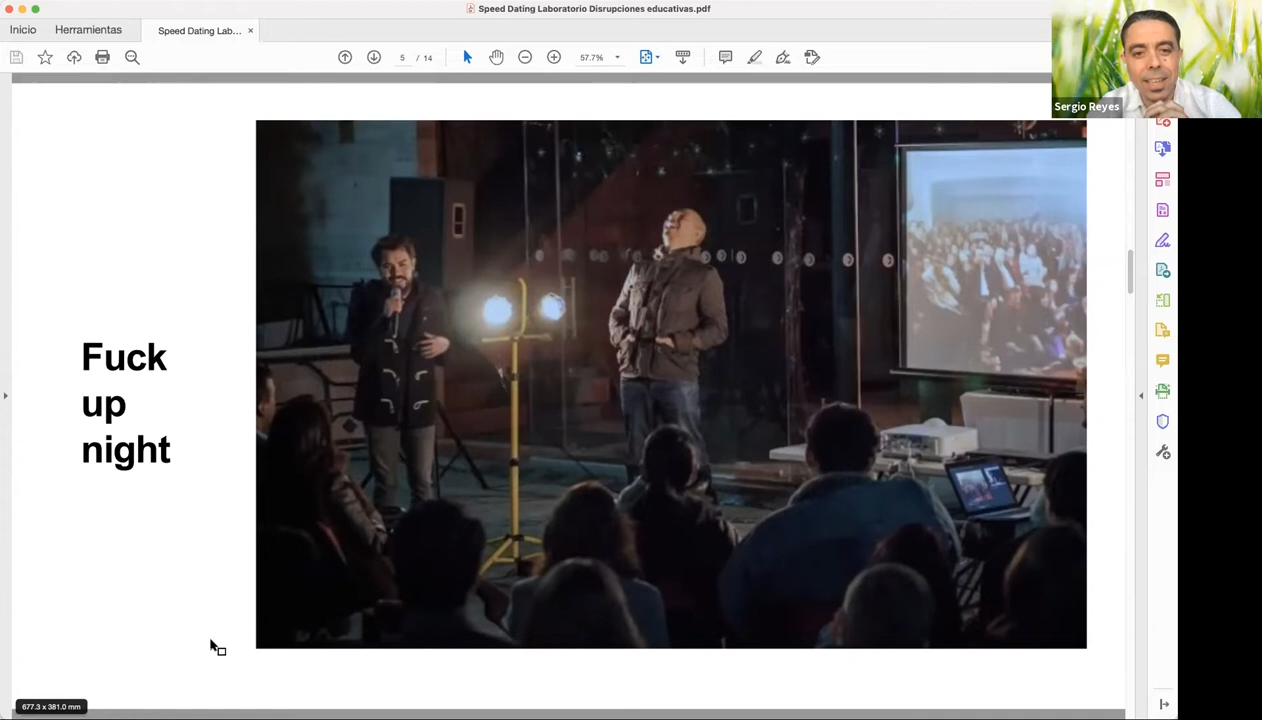 Speed Dating Laboratorio Disrupciones educativas.pdf
Inicio
Herramientas
Speed Dating Lab... ×
5 / 14
57.7%
Sergio Reyes
Fuck
up
night
677.3 x 381.0 mm